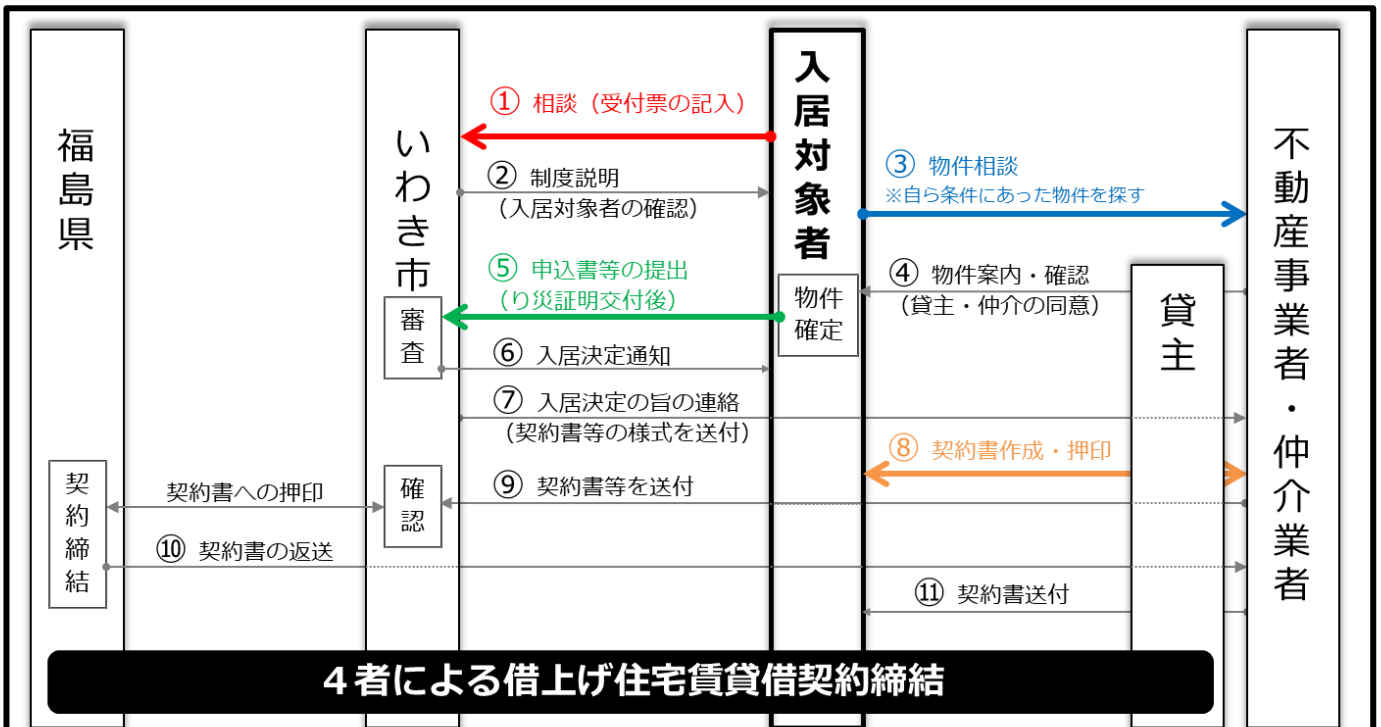 福島県
いわき市
入居対象者
不動産事業者・仲介業者
貸主
① 相談（受付票の記入）
② 制度説明
（入居対象者の確認）
③ 物件相談
※自ら条件にあった物件を探す
④ 物件案内・確認
（貸主・仲介の同意）
物件
確定
⑤ 申込書等の提出
（り災証明交付後）
審査
⑥ 入居決定通知
⑦ 入居決定の旨の連絡
（契約書等の様式を送付）
⑧ 契約書作成・押印
⑨ 契約書等を送付
確認
契約書への押印
契約締結
⑩ 契約書の返送
⑪ 契約書送付
４者による借上げ住宅賃貸借契約締結